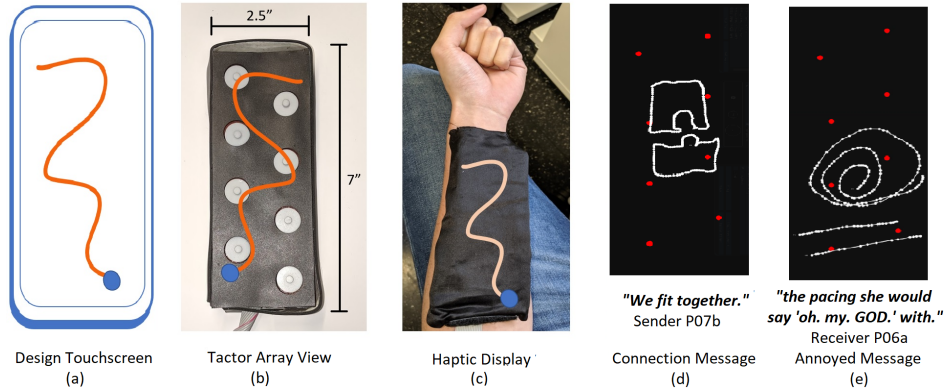 2.5”
7”
"We fit together."
Sender P07b
"the pacing she would
say 'oh. my. GOD.' with."
Receiver P06a
Design Touchscreen
(a)
Tactor Array View
(b)
Haptic Display
(c)
Connection Message
(d)
Annoyed Message
(e)